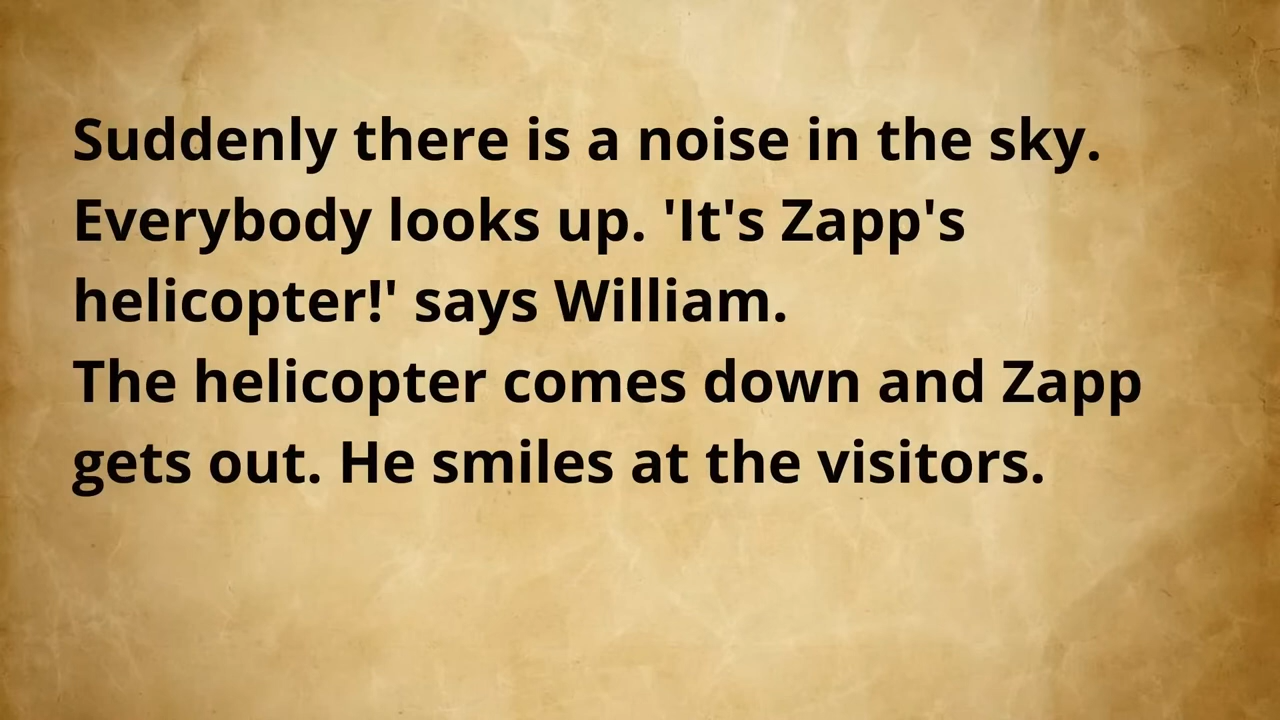 Suddenly there is a noise in the sky.
Everybody looks up. 'It's Zapp's
helicopter!' says William.
The helicopter comes down and Zapp
gets out. He smiles at the visitors.